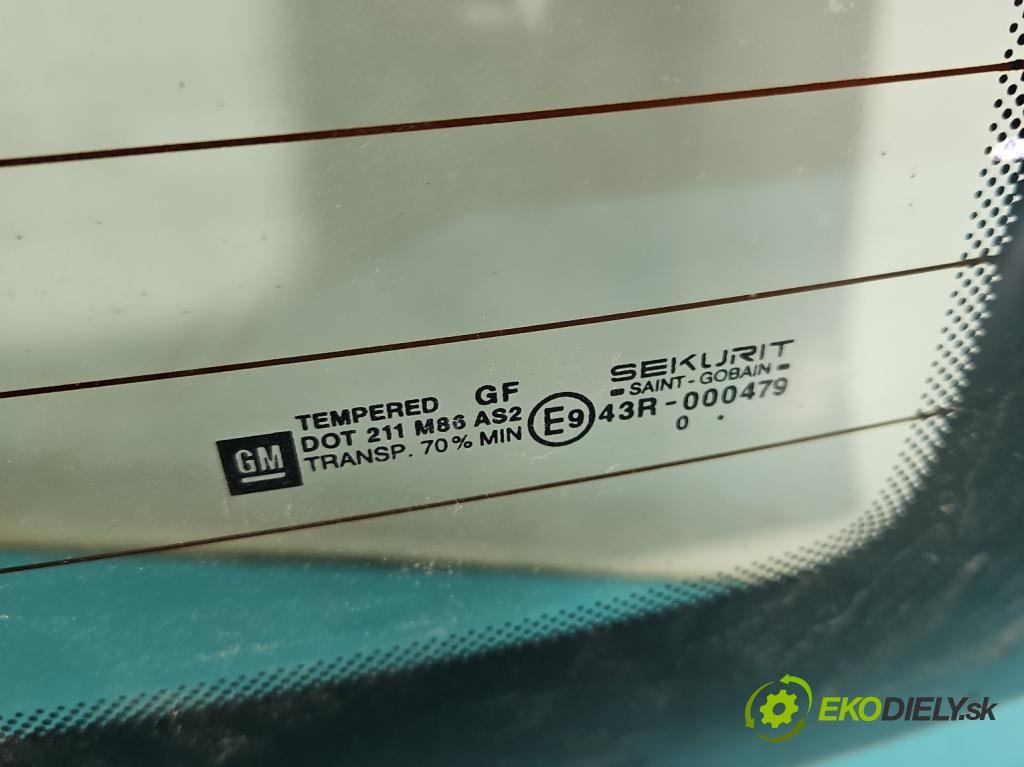 GM
TEMPERED GF
DOT 211 M86 AS2
TRANSP. 70% MIN
E9
SEKURIT
- SAINT - GOBAIN -
43R - 000479
0 .
EKODIELY.sk